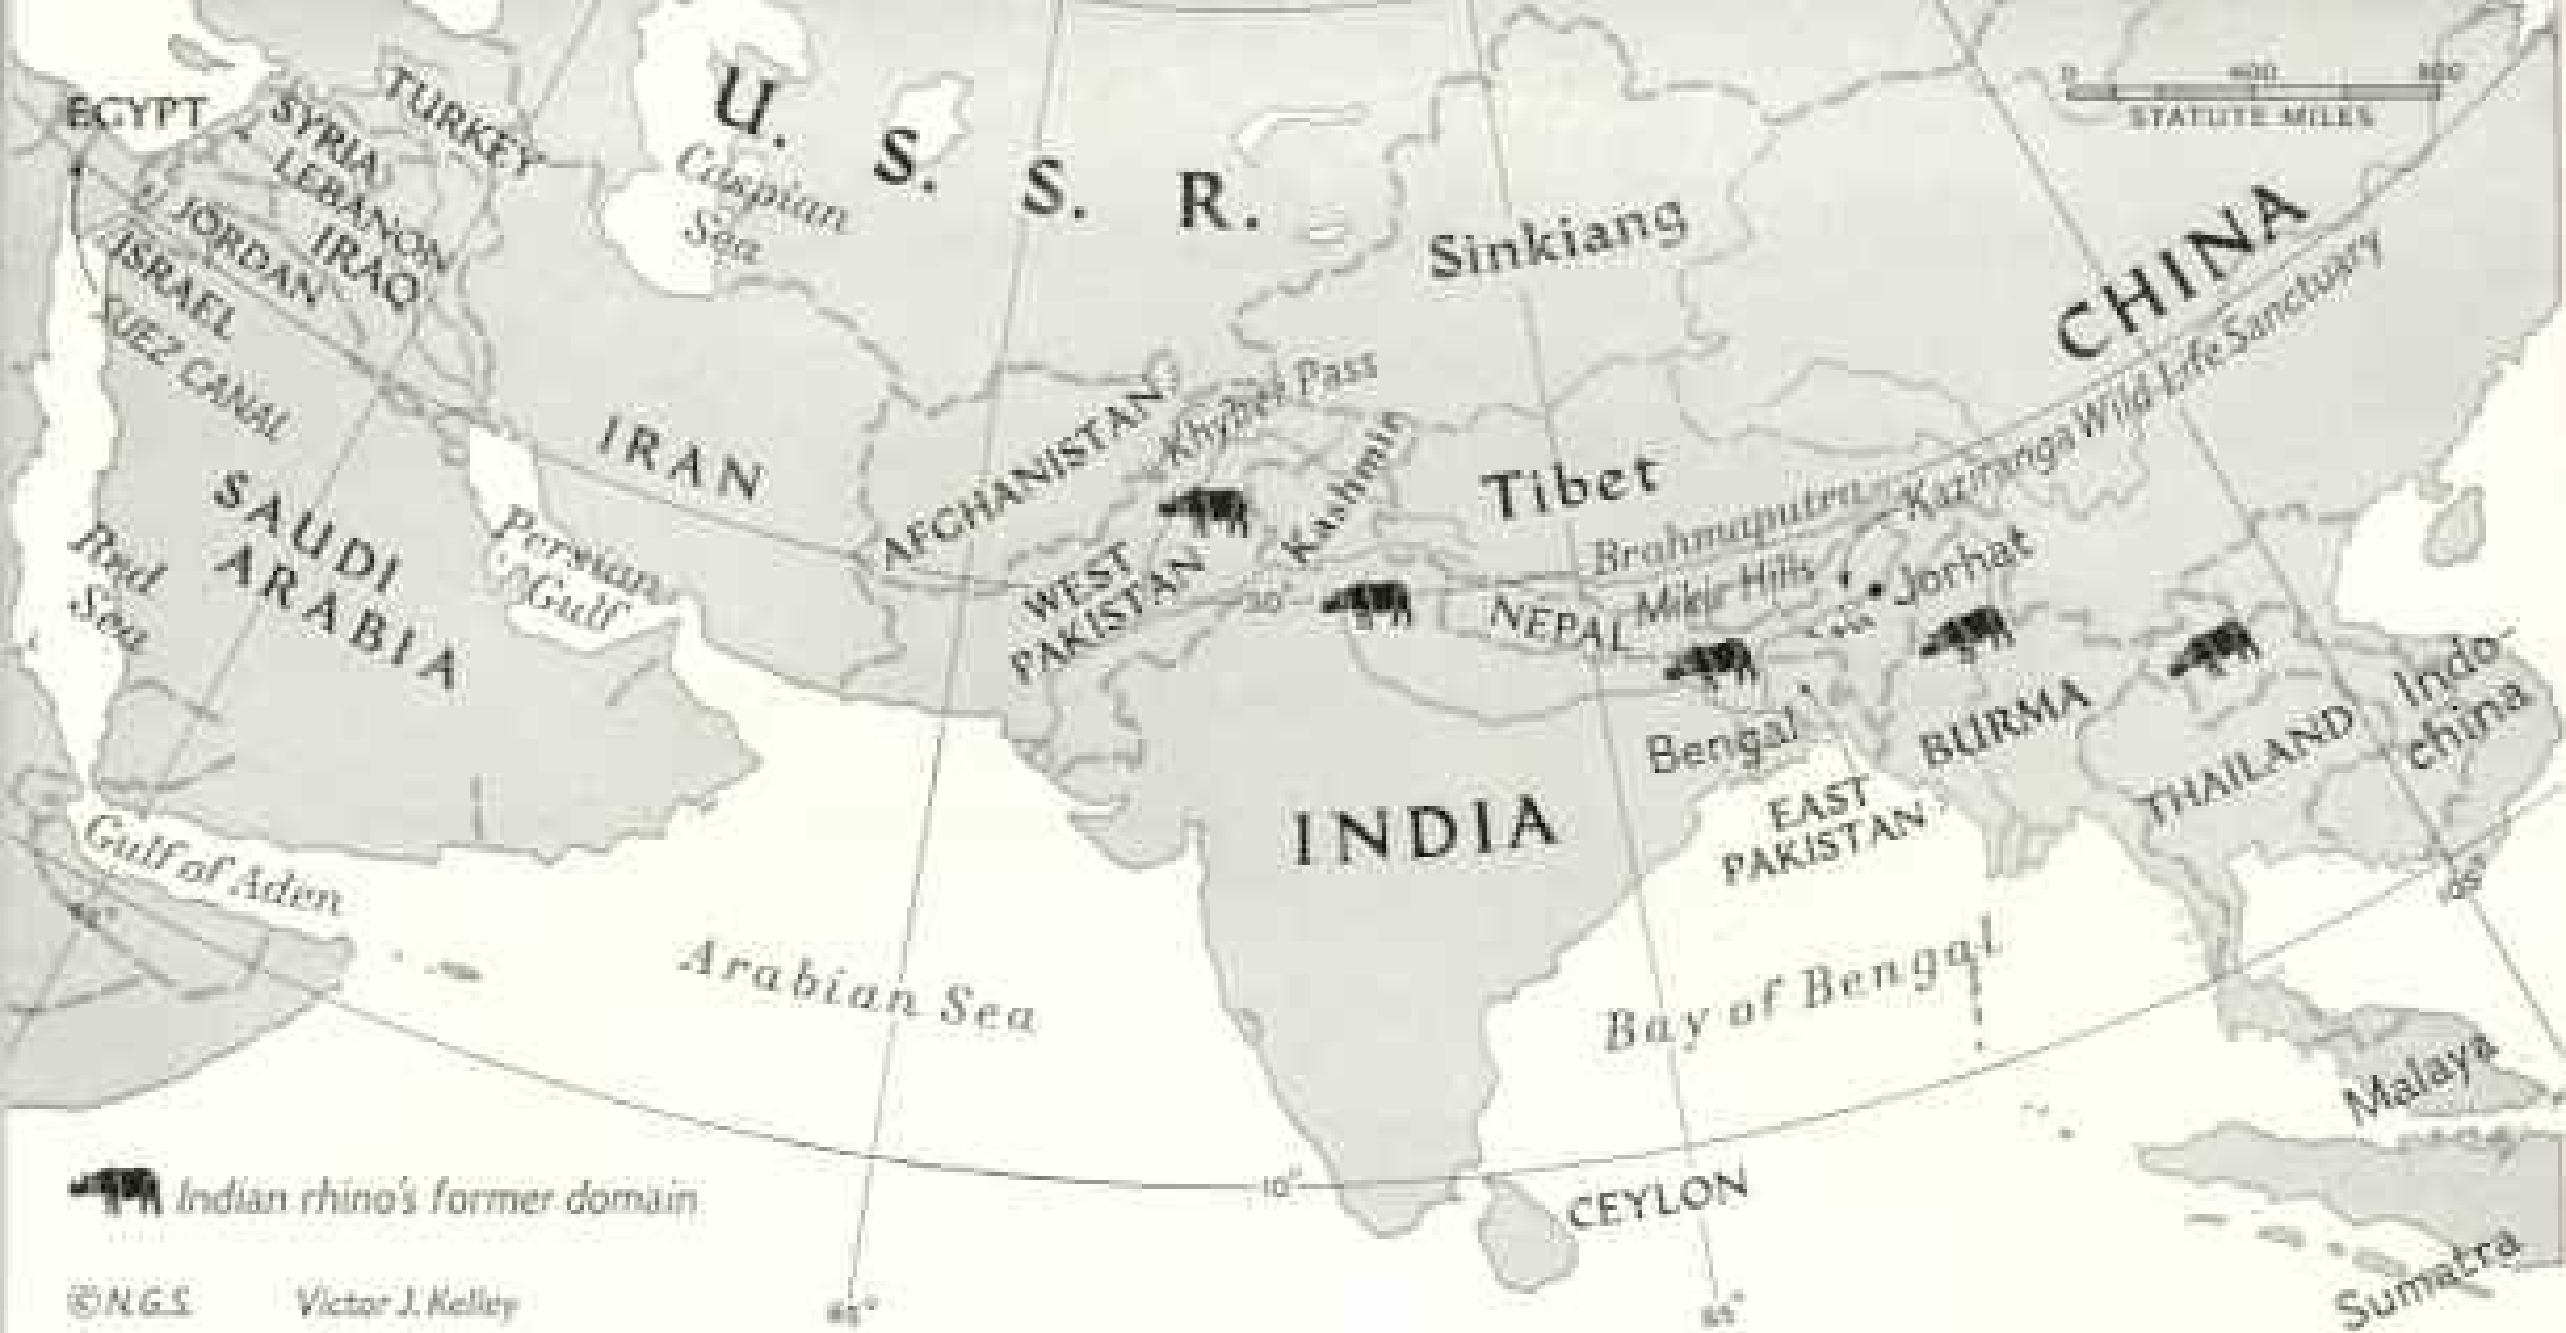 EGYPT
TURKEY
SYRIA
LEBANON
IRAQ
JORDAN
ISRAEL
SUEZ CANAL
U. S. S. R.
Caspian
Sea
0 400 800
STATUTE MILES
Sinkiang
CHINA
Kaziranga Wild Life Sanctuary
IRAN
AFGHANISTAN
Khyber Pass
Kashmir
Tibet
Brahmaputra
Mikir Hills
Jorhat
SAUDI
ARABIA
Red
Sea
Persian
Gulf
WEST
PAKISTAN
30°
NEPAL
Bengal
BURMA
THAILAND
Indo-
china
EAST
PAKISTAN
INDIA
Gulf of Aden
Arabian Sea
Bay of Bengal
Malaya
10°
CEYLON
Sumatra
Indian rhino's former domain
©N.G.S. Victor J. Kelley